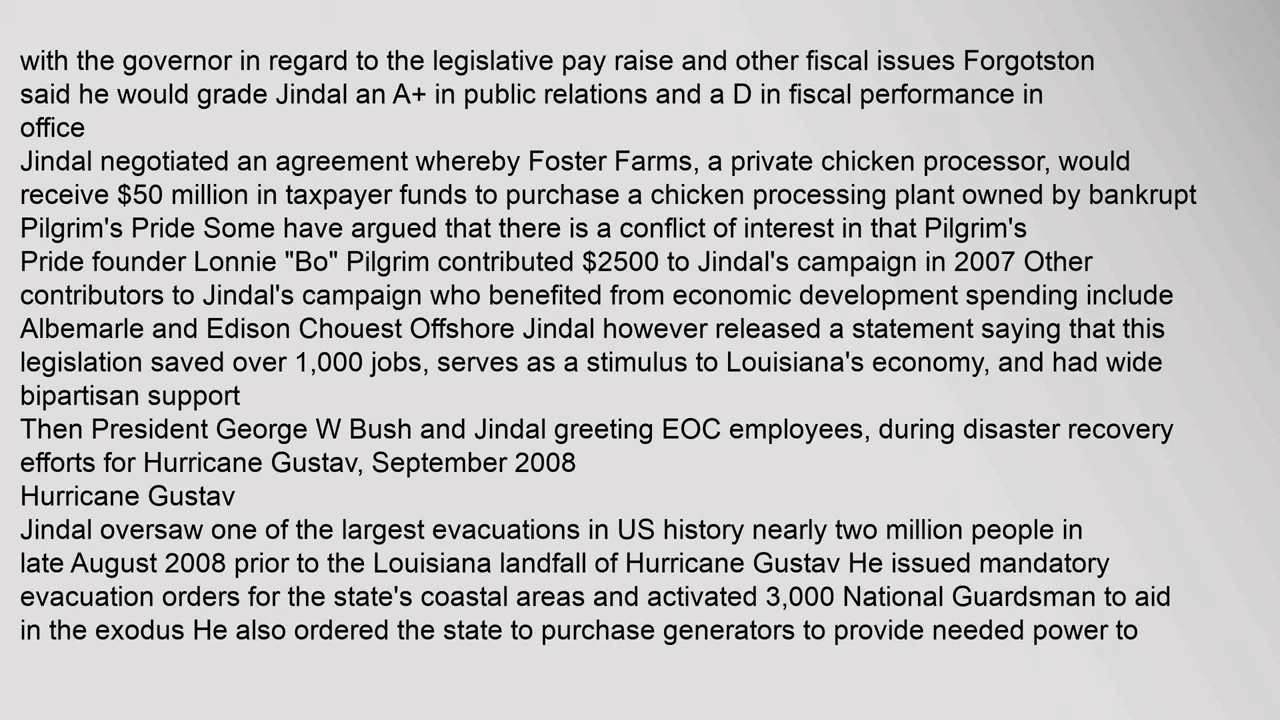 with the governor in regard to the legislative pay raise and other fiscal issues Forgotston
said he would grade Jindal an A+ in public relations and a D in fiscal performance in
office
Jindal negotiated an agreement whereby Foster Farms, a private chicken processor, would
receive $50 million in taxpayer funds to purchase a chicken processing plant owned by bankrupt
Pilgrim's Pride Some have argued that there is a conflict of interest in that Pilgrim's
Pride founder Lonnie "Bo" Pilgrim contributed $2500 to Jindal's campaign in 2007 Other
contributors to Jindal's campaign who benefited from economic development spending include
Albemarle and Edison Chouest Offshore Jindal however released a statement saying that this
legislation saved over 1,000 jobs, serves as a stimulus to Louisiana's economy, and had wide
bipartisan support
Then President George W Bush and Jindal greeting EOC employees, during disaster recovery
efforts for Hurricane Gustav, September 2008
Hurricane Gustav
Jindal oversaw one of the largest evacuations in US history nearly two million people in
late August 2008 prior to the Louisiana landfall of Hurricane Gustav He issued mandatory
evacuation orders for the state's coastal areas and activated 3,000 National Guardsman to aid
in the exodus He also ordered the state to purchase generators to provide needed power to